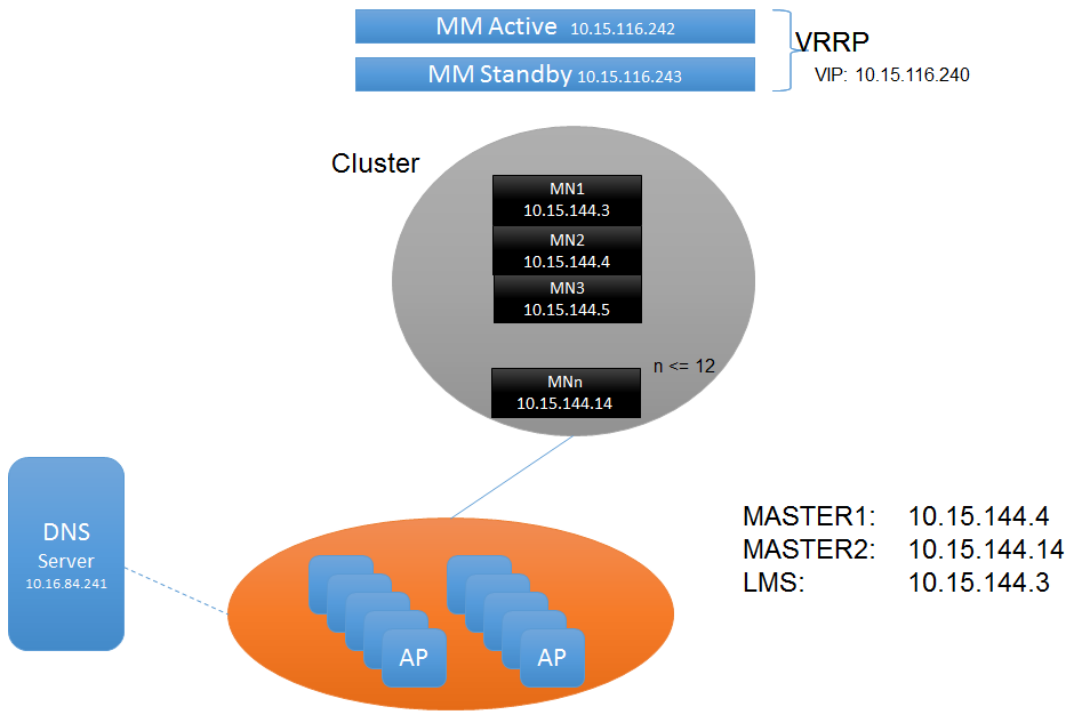 MM Active 10.15.116.242
MM Standby 10.15.116.243
VRRP
VIP: 10.15.116.240
Cluster
MN1
10.15.144.3
MN2
10.15.144.4
MN3
10.15.144.5
n <= 12
MNn
10.15.144.14
DNS
Server
10.16.84.241
MASTER1: 10.15.144.4
MASTER2: 10.15.144.14
LMS: 10.15.144.3
AP
AP